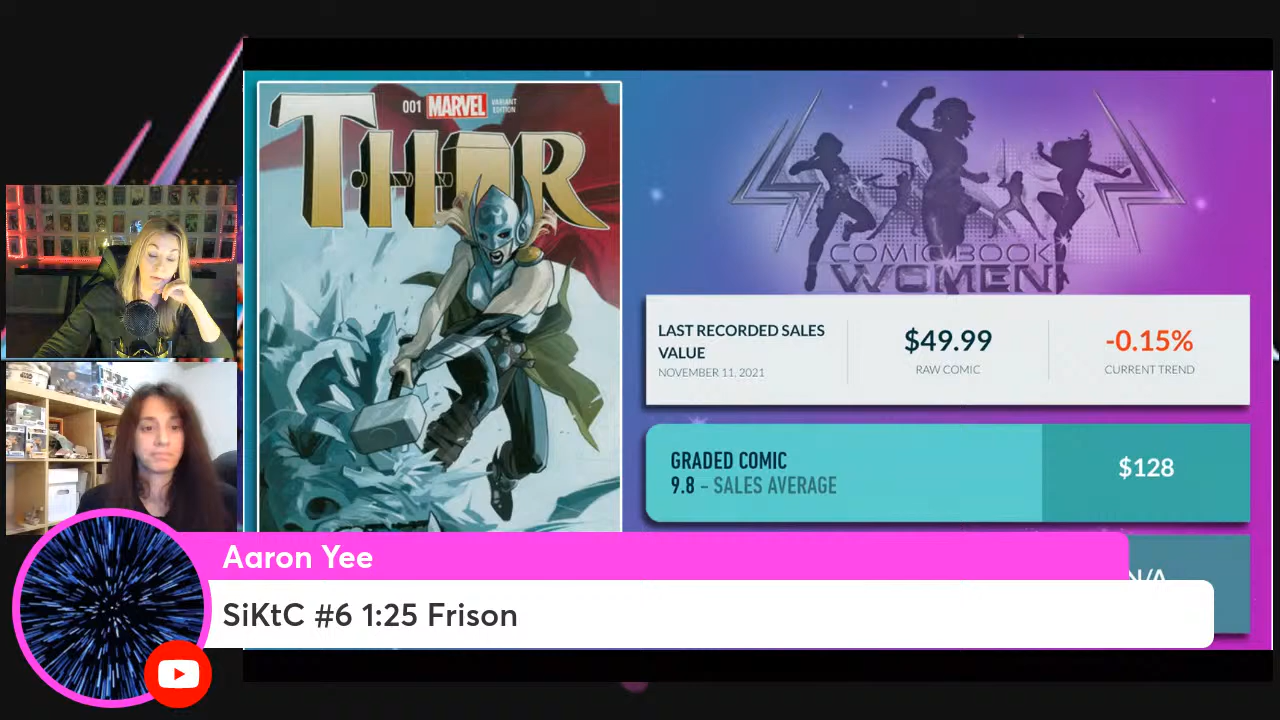 001 MARVEL VARIANT EDITION
THOR
COMIC BOOK
WOMEN
LAST RECORDED SALES
VALUE
NOVEMBER 11, 2021
$49.99
RAW COMIC
-0.15%
CURRENT TREND
GRADED COMIC
9.8 - SALES AVERAGE
$128
N/A
Aaron Yee
SiKtC #6 1:25 Frison